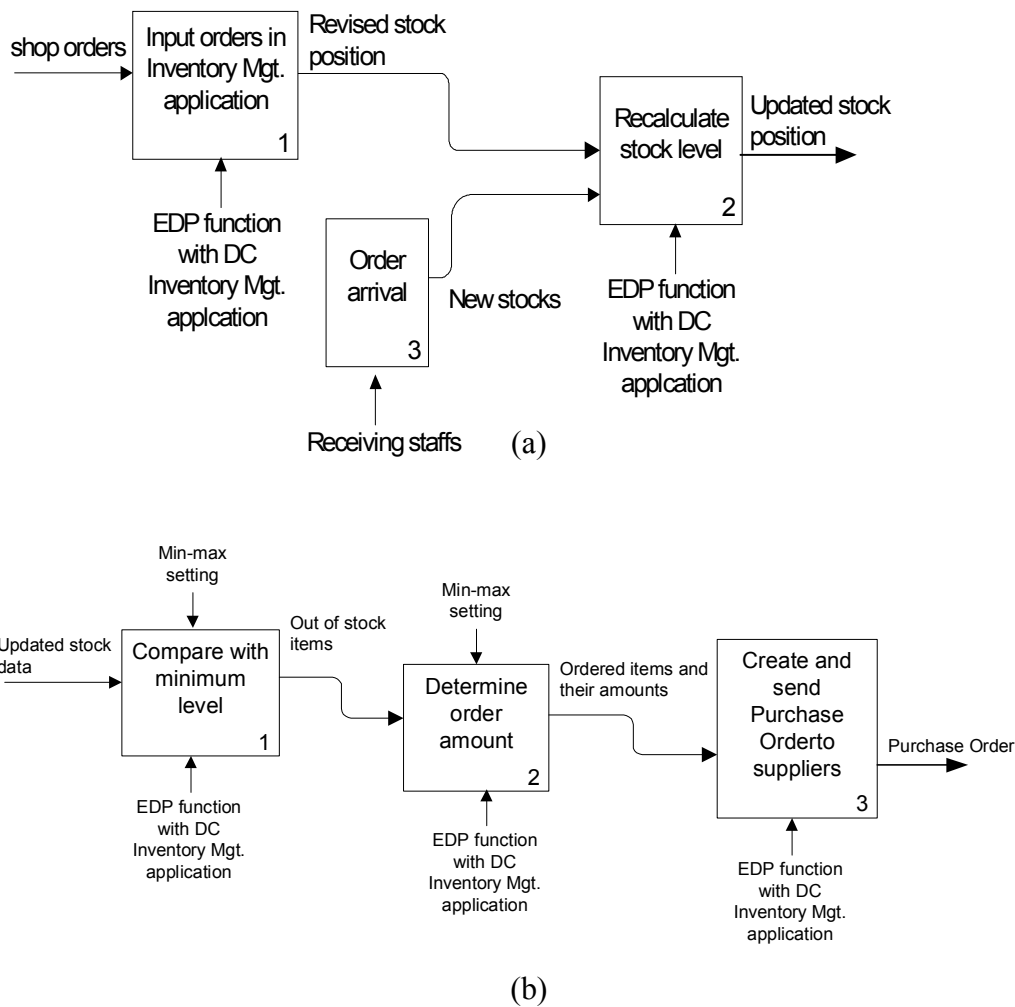 shop orders
Input orders in
Inventory Mgt.
application
1
Revised stock
position
Recalculate
stock level
2
Updated stock
position
EDP function
with DC
Inventory Mgt.
applcation
Order
arrival
3
New stocks
EDP function
with DC
Inventory Mgt.
applcation
Receiving staffs
(a)
Min-max
setting
Updated stock
data
Compare with
minimum
level
1
Out of stock
items
EDP function
with DC
Inventory Mgt.
application
Min-max
setting
Determine
order
amount
2
Ordered items and
their amounts
EDP function
with DC
Inventory Mgt.
application
Create and
send
Purchase
Orderto
suppliers
3
Purchase Order
EDP function
with DC
Inventory Mgt.
application
(b)